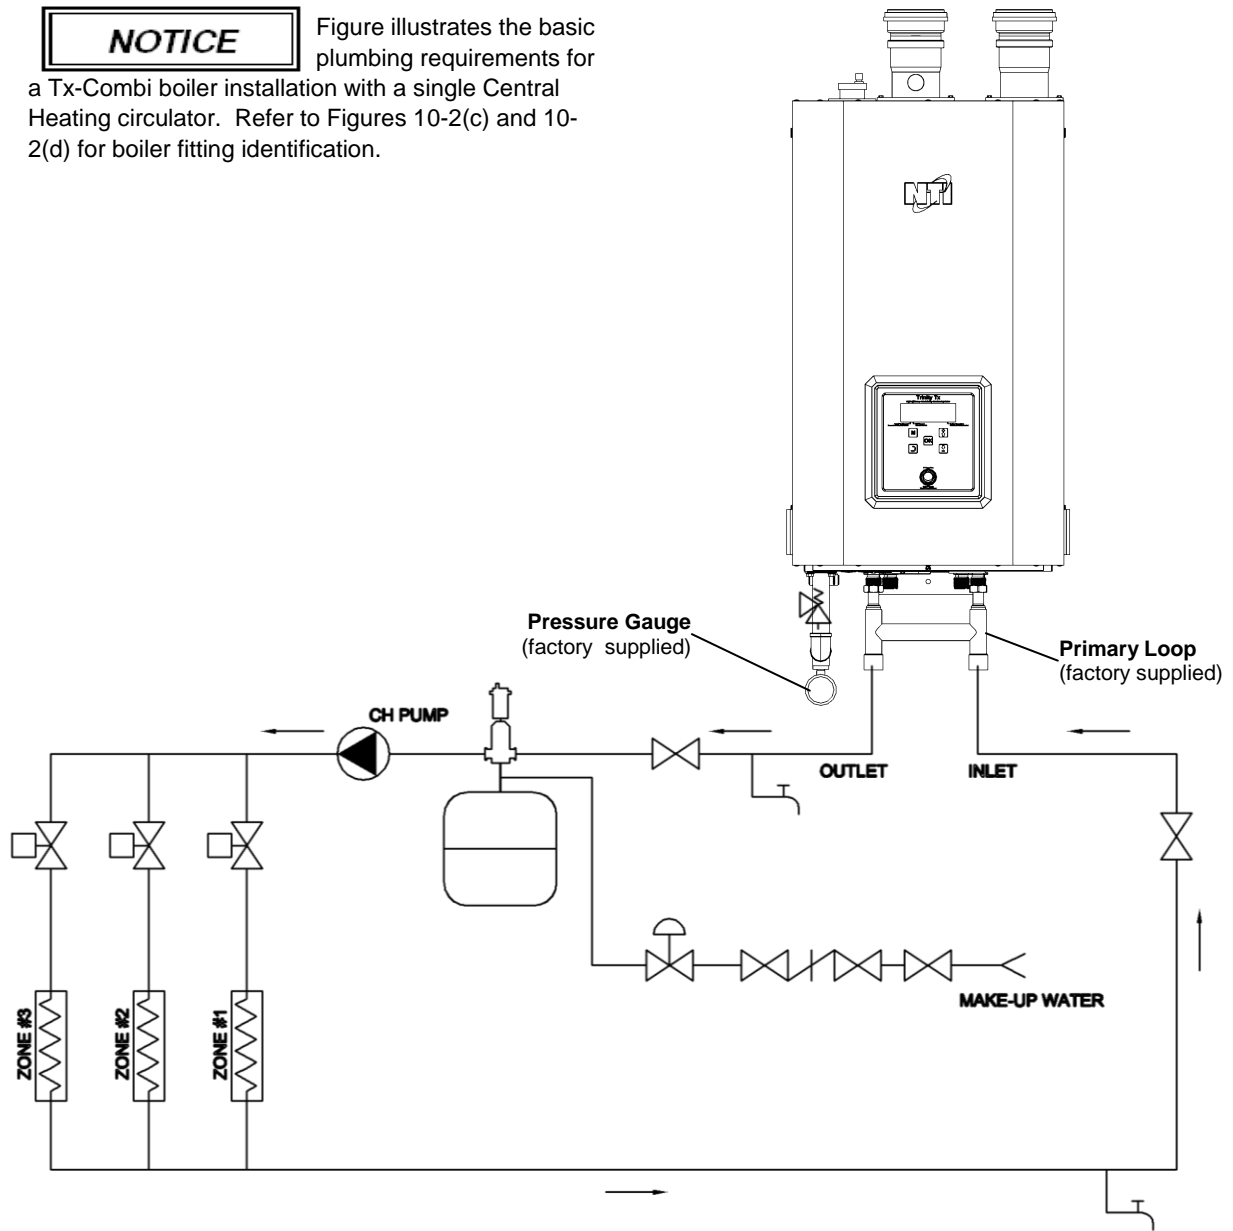 NOTICE
Figure illustrates the basic
plumbing requirements for
a Tx-Combi boiler installation with a single Central
Heating circulator.  Refer to Figures 10-2(c) and 10-
2(d) for boiler fitting identification.
NTI
Trinity Tx
OK
Pressure Gauge
(factory  supplied)
Primary Loop
(factory supplied)
CH PUMP
OUTLET
INLET
MAKE-UP WATER
ZONE #3
ZONE #2
ZONE #1